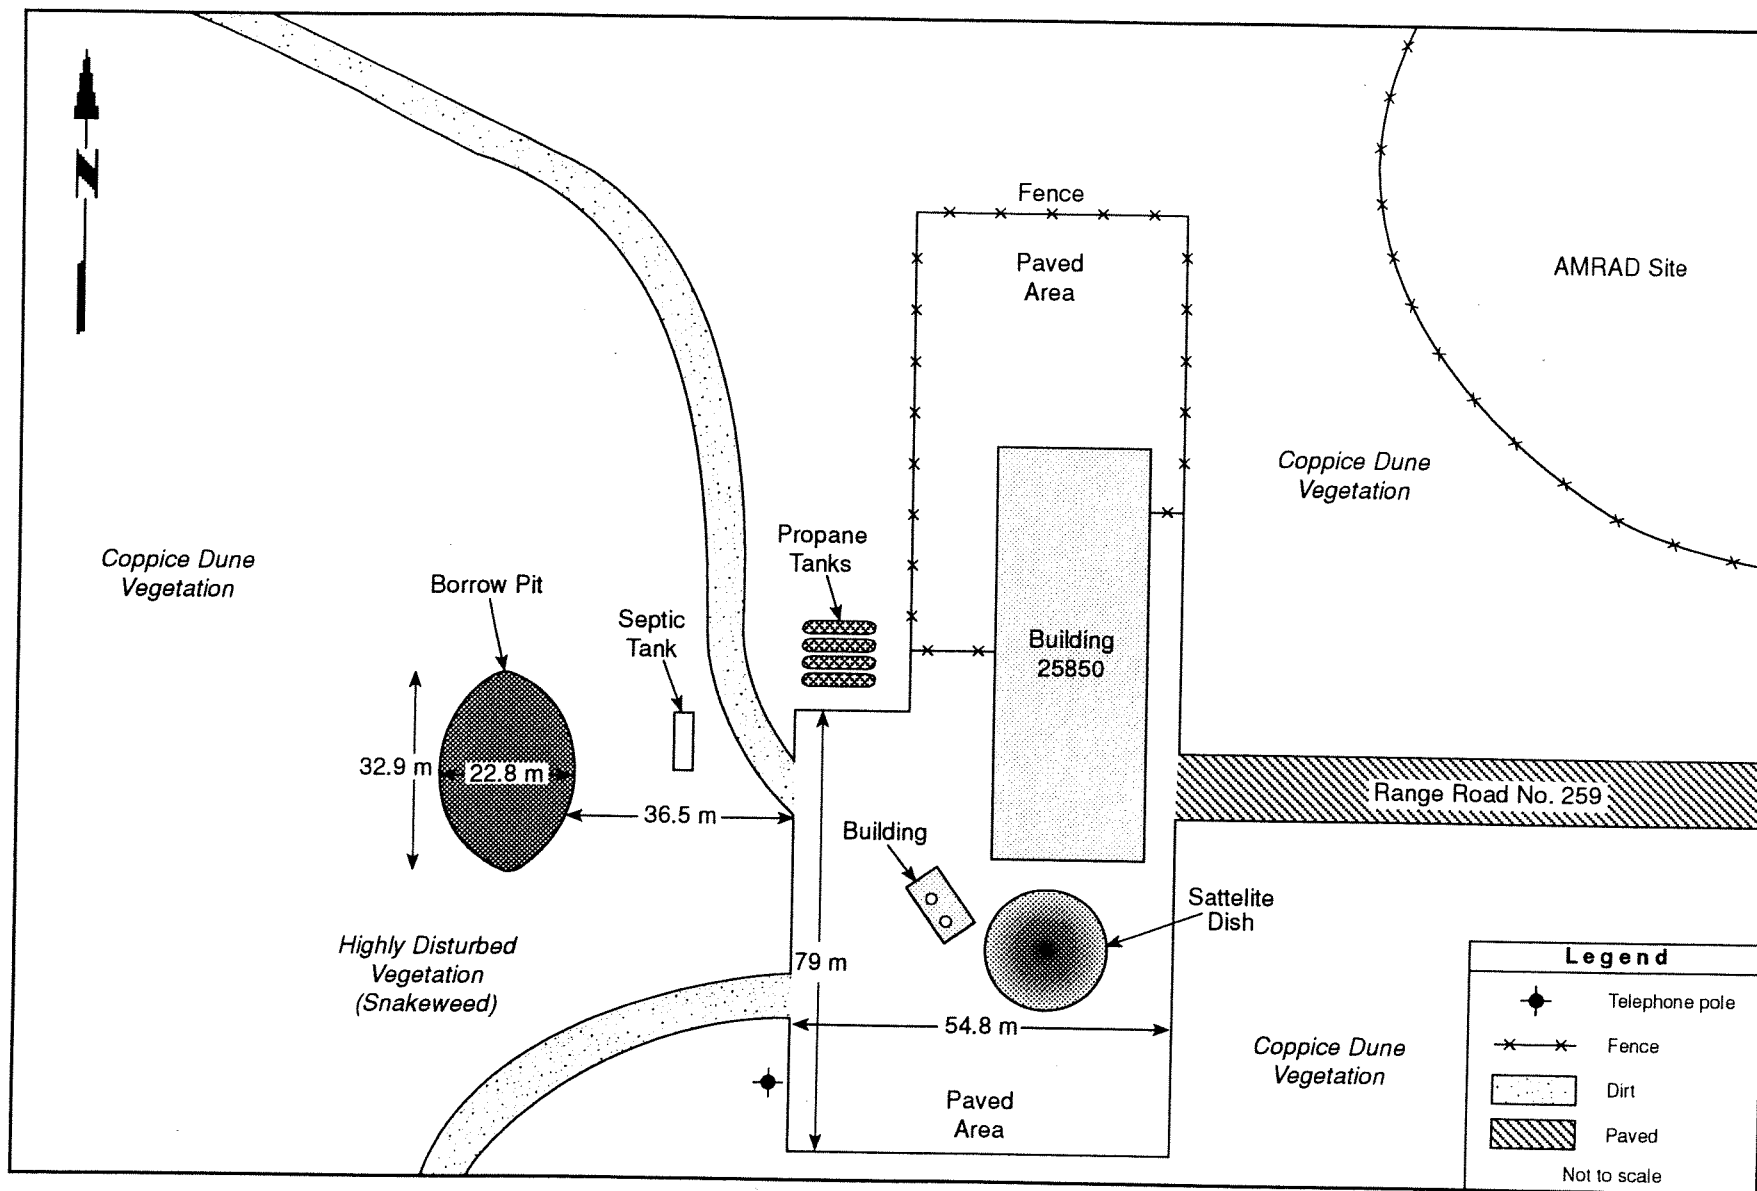 N
Fence
Paved
Area
AMRAD Site
Coppice Dune
Vegetation
Propane
Tanks
Coppice Dune
Vegetation
Borrow Pit
Septic
Tank
Building
25850
32.9 m
22.8 m
36.5 m
Range Road No. 259
Building
Sattelite
Dish
Highly Disturbed
Vegetation
(Snakeweed)
79 m
54.8 m
Coppice Dune
Vegetation
Paved
Area
Legend
Telephone pole
Fence
Dirt
Paved
Not to scale